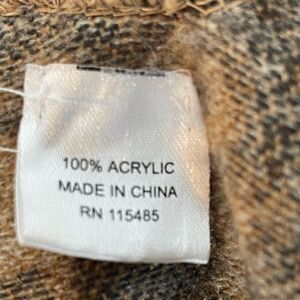 100% ACRYLIC
MADE IN CHINA
RN 115485